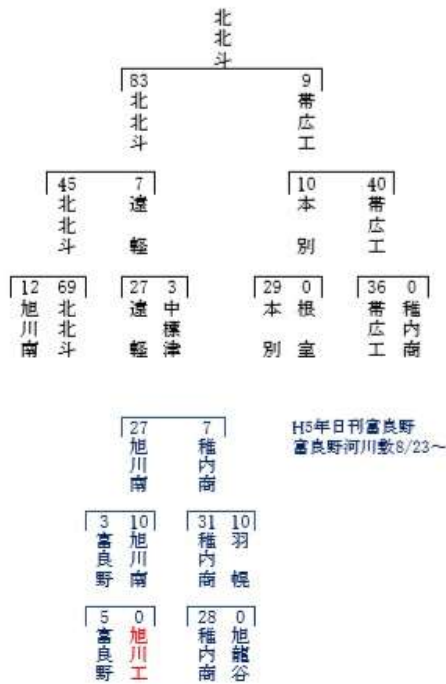 北北斗
83 9
北北斗 帯広工
45 7 10 40
北北斗 遠軽 本別 帯広工
12 69 27 3 29 0 36 0
旭川南 北北斗 遠軽 中標津 本別 根室 帯広工 稚内商
27 7
旭川南 稚内商
H5年日刊富良野
富良野河川敷8/23～
3 10 31 10
富良野 旭川南 稚内商 羽幌
5 0 28 0
富良野 旭川工 稚内商 旭龍谷